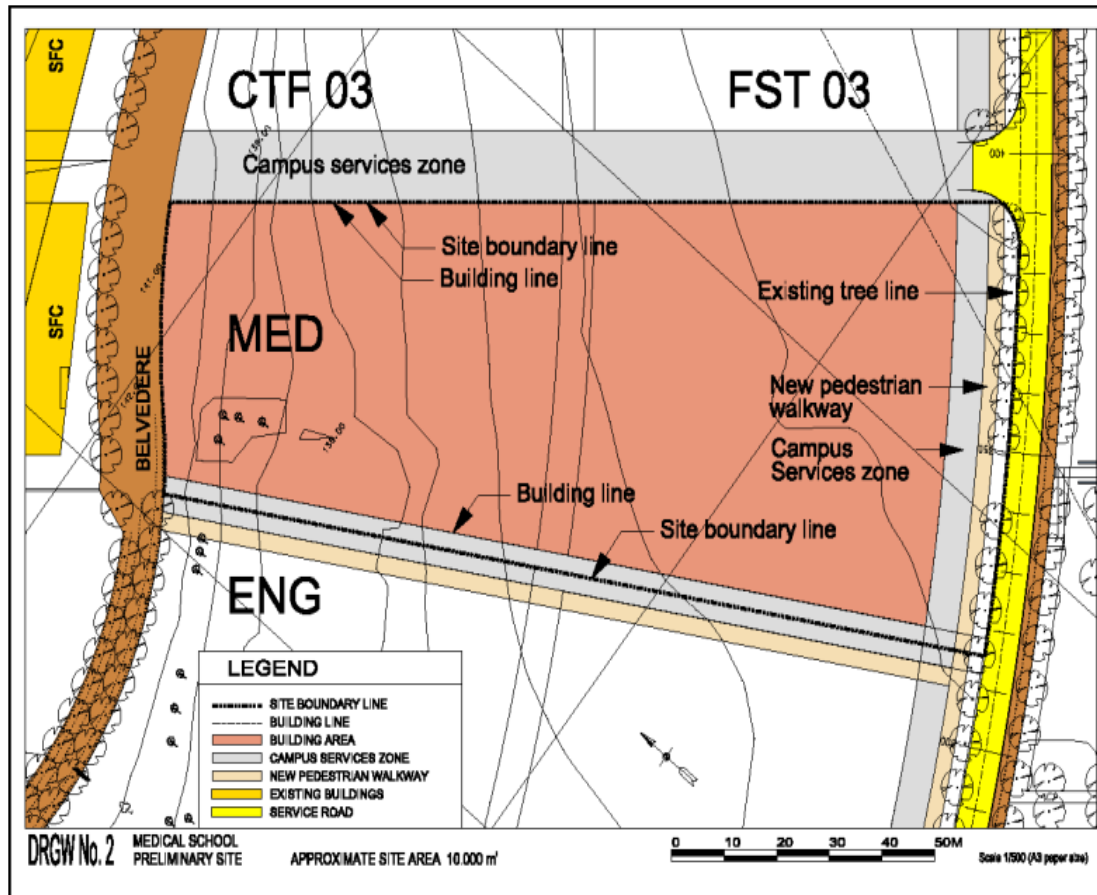 SFC
CTF 03
FST 03
Campus services zone
Site boundary line
Building line
Existing tree line
SFC
MED
New pedestrian
walkway
BELVEDERE
138.00
Campus
Services zone
Building line
Site boundary line
ENG
LEGEND
SITE BOUNDARY LINE
BUILDING LINE
BUILDING AREA
CAMPUS SERVICES ZONE
NEW PEDESTRIAN WALKWAY
EXISTING BUILDINGS
SERVICE ROAD
DRGW No. 2
MEDICAL SCHOOL
PRELIMINARY SITE
APPROXIMATE SITE AREA 10.000 m²
0 10 20 30 40 50M
Scale 1/500 (A3 paper size)